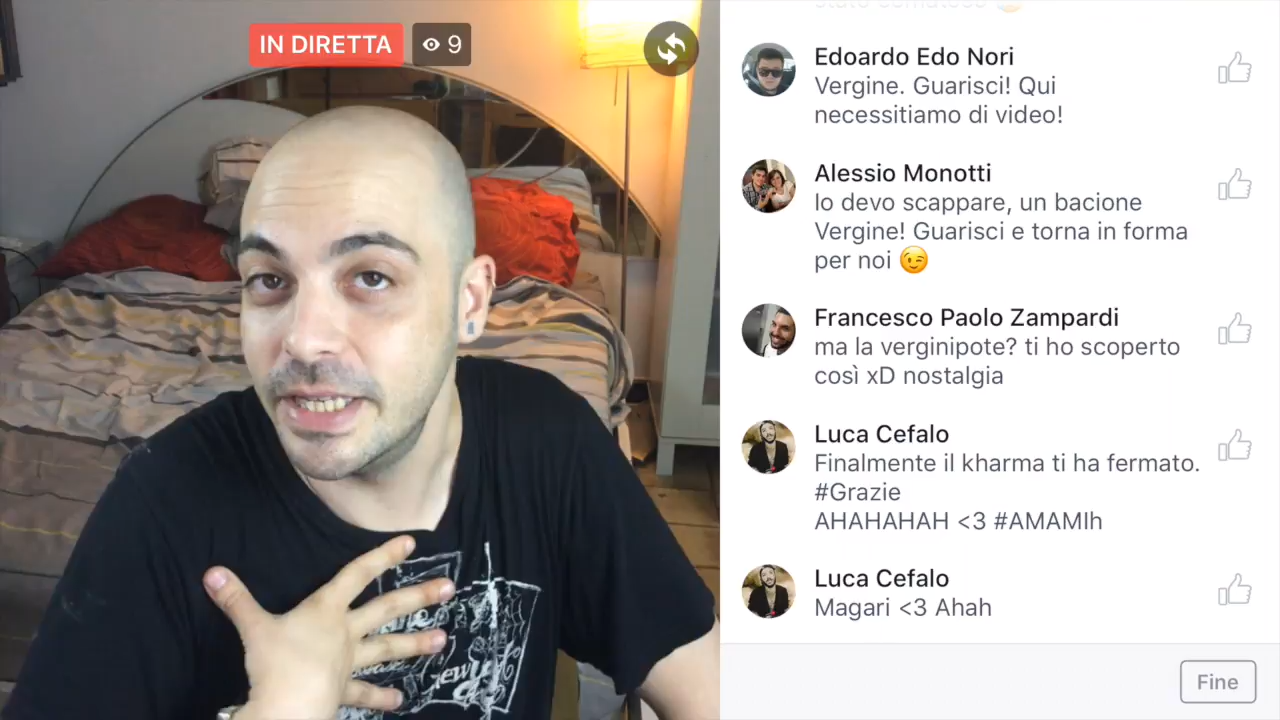 IN DIRETTA
9
Edoardo Edo Nori
Vergine. Guarisci! Qui
necessitiamo di video!
Alessio Monotti
Io devo scappare, un bacione
Vergine! Guarisci e torna in forma
per noi 😉
Francesco Paolo Zampardi
ma la verginipote? ti ho scoperto
così xD nostalgia
Luca Cefalo
Finalmente il kharma ti ha fermato.
#Grazie
AHAHAHAH <3 #AMAMIh
Luca Cefalo
Magari <3 Ahah
Fine